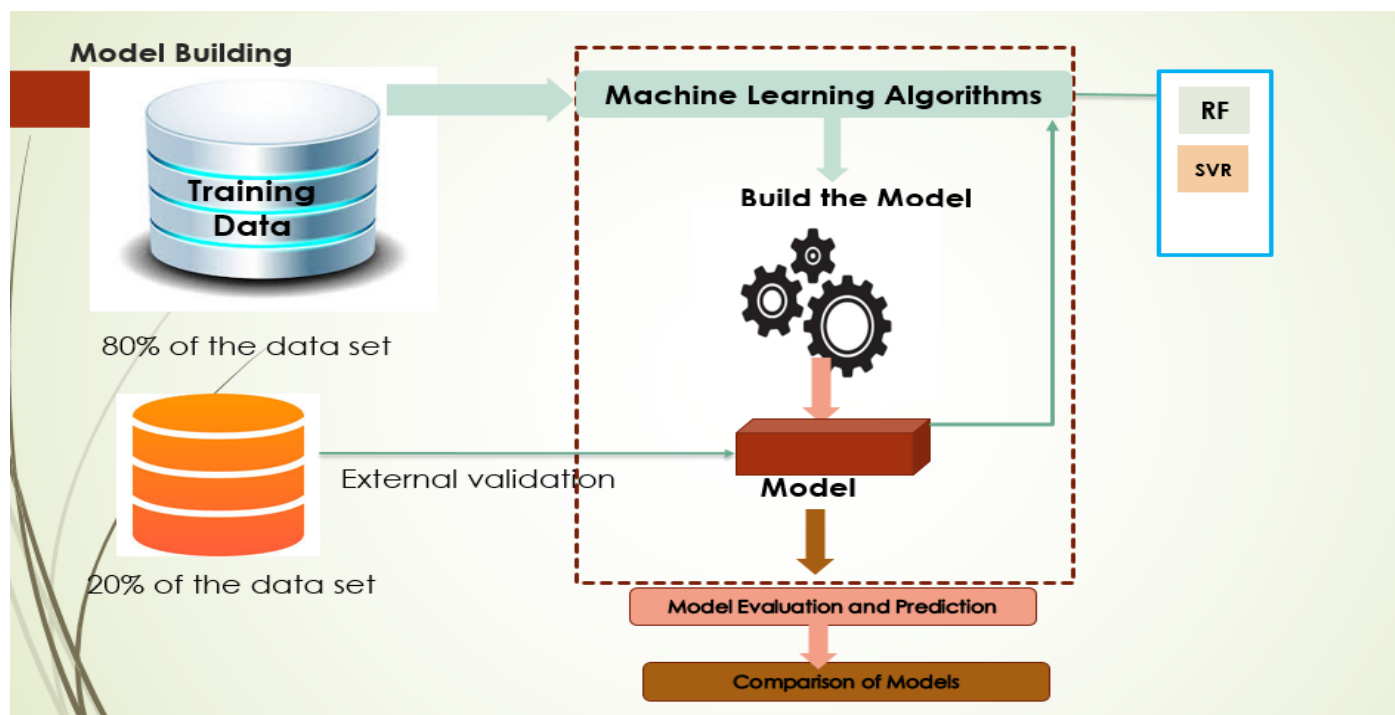 Model Building
Training
Data
80% of the data set
20% of the data set
External validation
Machine Learning Algorithms
Build the Model
Model
Model Evaluation and Prediction
Comparison of Models
RF
SVR